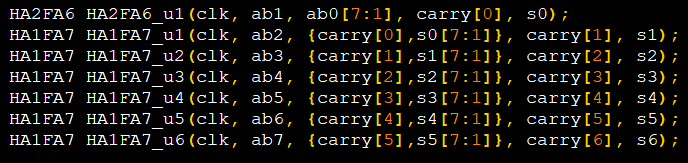 HA2FA6 HA2FA6_u1(clk, ab1, ab0[7:1], carry[0], s0);
HA1FA7 HA1FA7_u1(clk, ab2, {carry[0],s0[7:1]}, carry[1], s1);
HA1FA7 HA1FA7_u2(clk, ab3, {carry[1],s1[7:1]}, carry[2], s2);
HA1FA7 HA1FA7_u3(clk, ab4, {carry[2],s2[7:1]}, carry[3], s3);
HA1FA7 HA1FA7_u4(clk, ab5, {carry[3],s3[7:1]}, carry[4], s4);
HA1FA7 HA1FA7_u5(clk, ab6, {carry[4],s4[7:1]}, carry[5], s5);
HA1FA7 HA1FA7_u6(clk, ab7, {carry[5],s5[7:1]}, carry[6], s6);